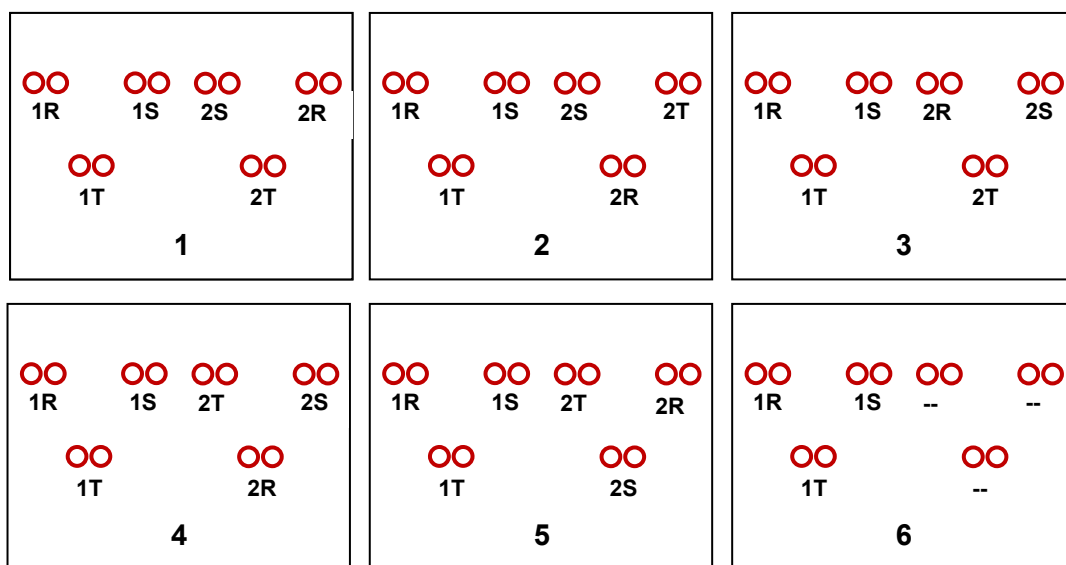 1R 1S 2S 2R
1T 2T
1
1R 1S 2S 2T
1T 2R
2
1R 1S 2R 2S
1T 2T
3
1R 1S 2T 2S
1T 2R
4
1R 1S 2T 2R
1T 2S
5
1R 1S -- --
1T --
6